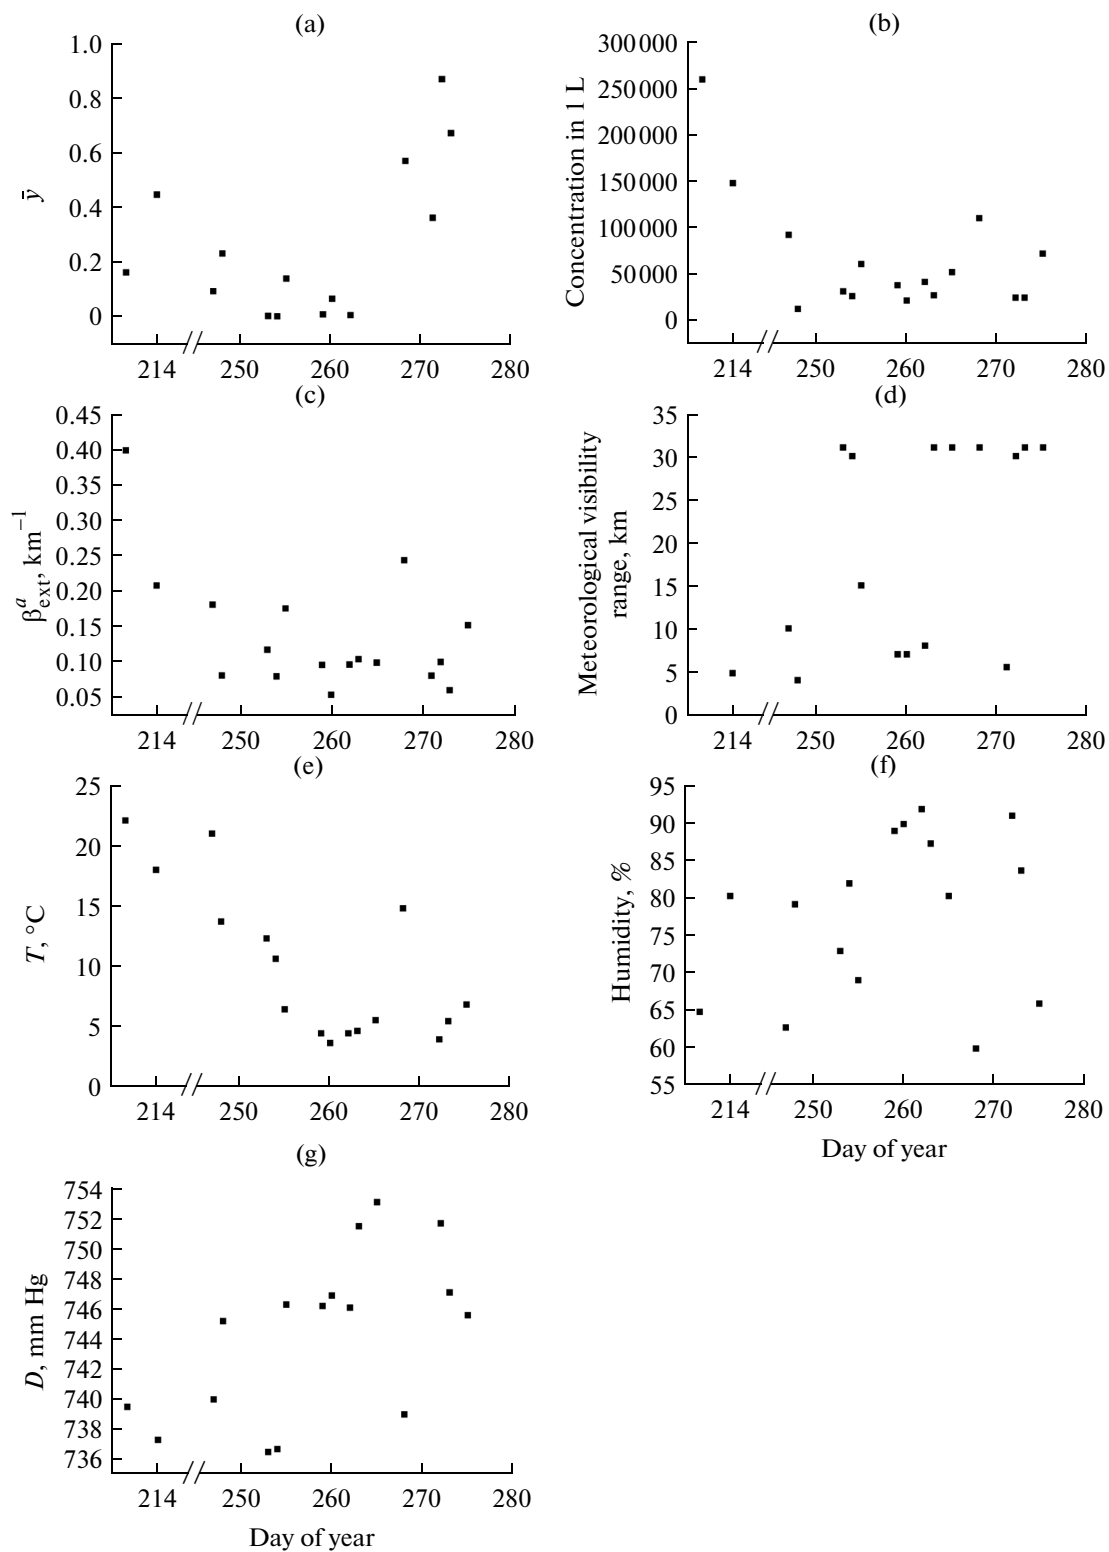 (a)
1.0
0.8
0.6
0.4
0.2
0
ȳ
214 250 260 270 280
(b)
300000
250000
200000
150000
100000
50000
0
Concentration in 1 L
214 250 260 270 280
(c)
0.45
0.40
0.35
0.30
0.25
0.20
0.15
0.10
0.05
β^a_ext, km^−1
214 250 260 270 280
(d)
35
30
25
20
15
10
5
0
Meteorological visibility
range, km
214 250 260 270 280
(e)
25
20
15
10
5
0
T, °C
214 250 260 270 280
(f)
95
90
85
80
75
70
65
60
55
Humidity, %
214 250 260 270 280
Day of year
(g)
754
752
750
748
746
744
742
740
738
736
D, mm Hg
214 250 260 270 280
Day of year